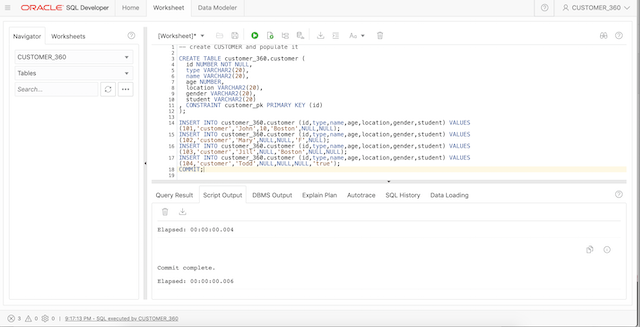 ORACLE SQL Developer Home Worksheet Data Modeler CUSTOMER_360
Navigator Worksheets
[Worksheet]*
Aa
CUSTOMER_360
Tables
Search...
1 -- create CUSTOMER and populate it
2
3 CREATE TABLE customer_360.customer (
4 id NUMBER NOT NULL,
5 type VARCHAR2(20),
6 name VARCHAR2(20),
7 age NUMBER,
8 location VARCHAR2(20),
9 gender VARCHAR2(20),
10 student VARCHAR2(20)
11 , CONSTRAINT customer_pk PRIMARY KEY (id)
12 );
13
14 INSERT INTO customer_360.customer (id,type,name,age,location,gender,student) VALUES
(101,'customer','John',10,'Boston',NULL,NULL);
15 INSERT INTO customer_360.customer (id,type,name,age,location,gender,student) VALUES
(102,'customer','Mary',NULL,NULL,'F',NULL);
16 INSERT INTO customer_360.customer (id,type,name,age,location,gender,student) VALUES
(103,'customer','Jill',NULL,'Boston',NULL,NULL);
17 INSERT INTO customer_360.customer (id,type,name,age,location,gender,student) VALUES
(104,'customer','Todd',NULL,NULL,NULL,'true');
18 COMMIT;
19
Query Result Script Output DBMS Output Explain Plan Autotrace SQL History Data Loading
Elapsed: 00:00:00.004
Commit complete.
Elapsed: 00:00:00.006
0 0 | 9:17:13 PM - SQL executed by CUSTOMER_360